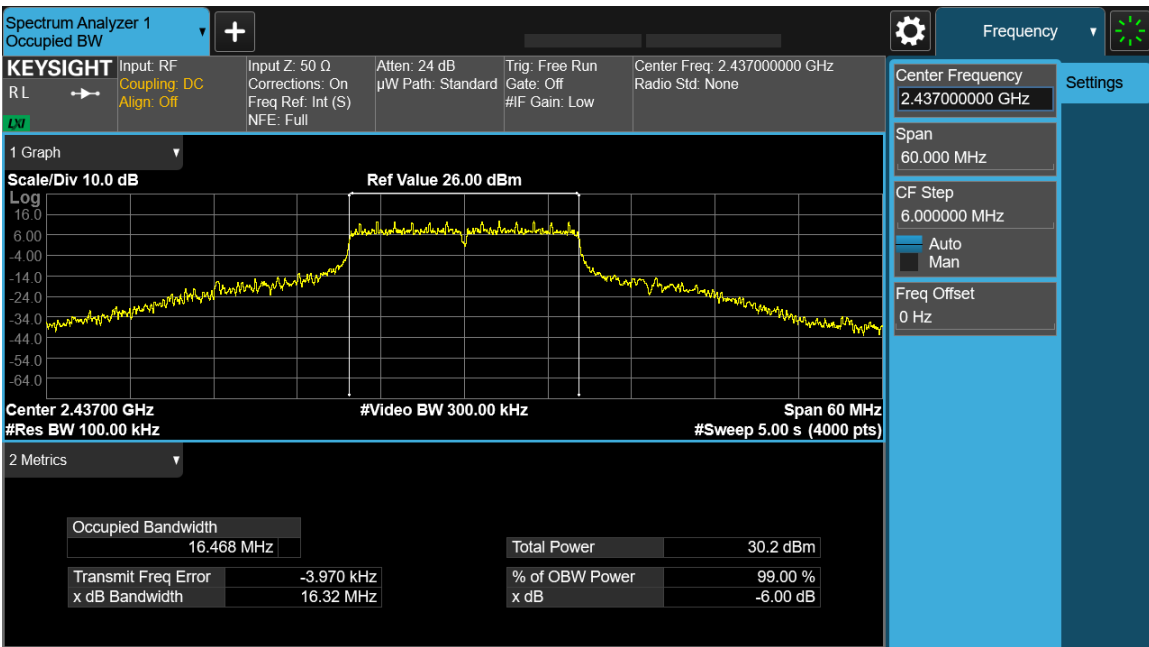 Spectrum Analyzer 1
Occupied BW
+
Frequency
KEYSIGHT
RL
LXI
Input: RF
Coupling: DC
Align: Off
Input Z: 50 Ω
Corrections: On
Freq Ref: Int (S)
NFE: Full
Atten: 24 dB
µW Path: Standard
Trig: Free Run
Gate: Off
#IF Gain: Low
Center Freq: 2.437000000 GHz
Radio Std: None
Center Frequency
2.437000000 GHz
Settings
Span
60.000 MHz
CF Step
6.000000 MHz
Auto
Man
Freq Offset
0 Hz
1 Graph
Scale/Div 10.0 dB
Ref Value 26.00 dBm
Log
16.0
6.00
-4.00
-14.0
-24.0
-34.0
-44.0
-54.0
-64.0
Center 2.43700 GHz
#Video BW 300.00 kHz
Span 60 MHz
#Res BW 100.00 kHz
#Sweep 5.00 s (4000 pts)
2 Metrics
Occupied Bandwidth
16.468 MHz
Total Power 30.2 dBm
Transmit Freq Error -3.970 kHz
% of OBW Power 99.00 %
x dB Bandwidth 16.32 MHz
x dB -6.00 dB